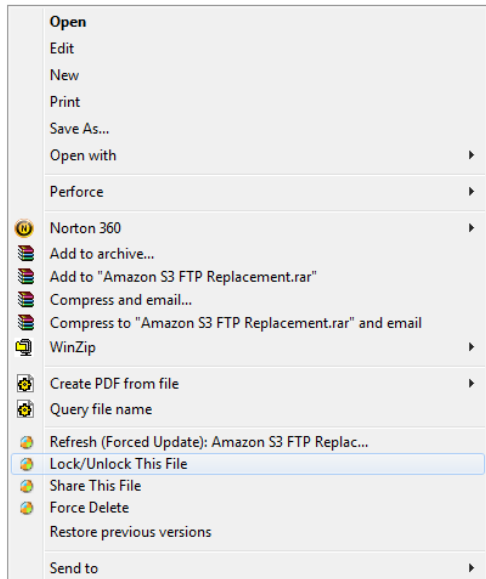 Open
Edit
New
Print
Save As...
Open with
Perforce
Norton 360
Add to archive...
Add to "Amazon S3 FTP Replacement.rar"
Compress and email...
Compress to "Amazon S3 FTP Replacement.rar" and email
WinZip
Create PDF from file
Query file name
Refresh (Forced Update): Amazon S3 FTP Replac...
Lock/Unlock This File
Share This File
Force Delete
Restore previous versions
Send to